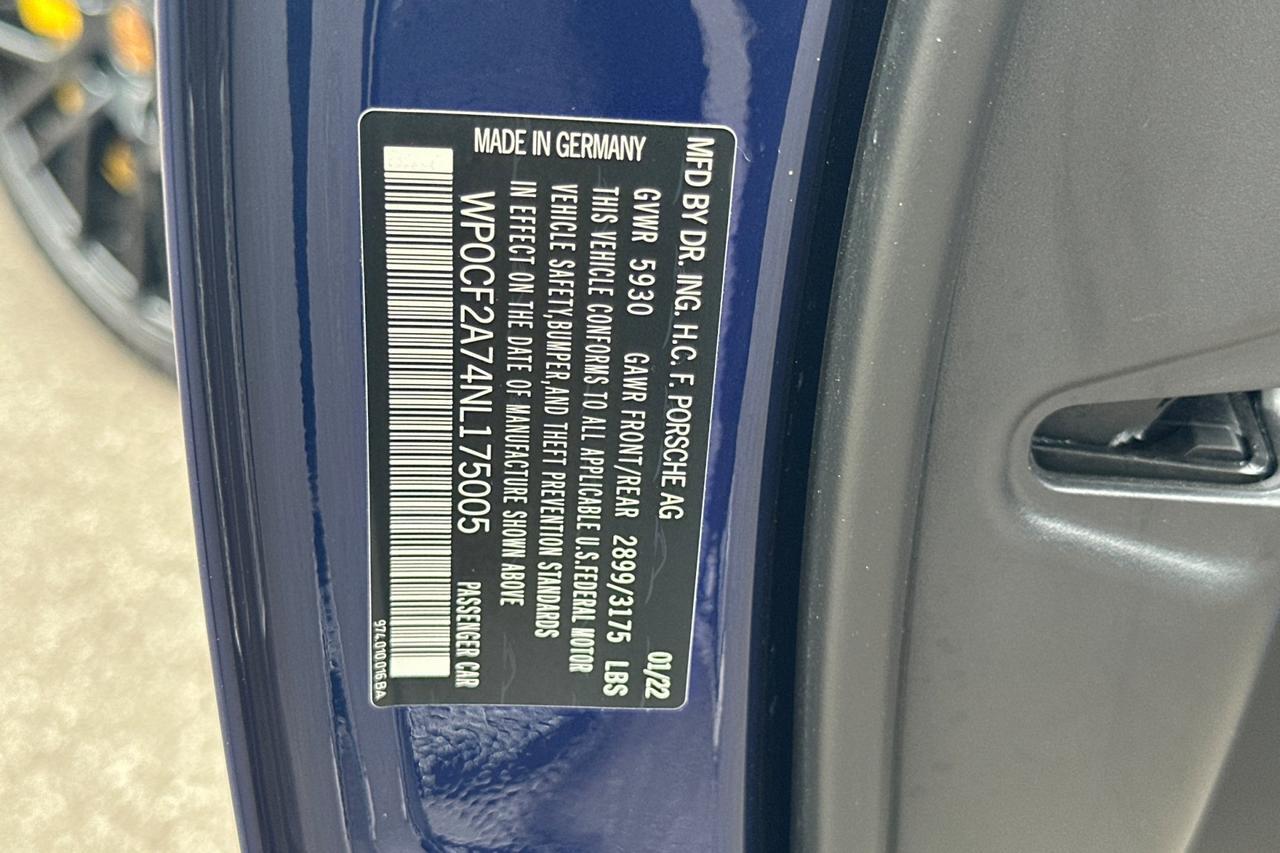 MFD BY DR. ING. H.C. F. PORSCHE AG 01/22
GVWR 5930 GAWR FRONT/REAR 2899/3175 LBS
THIS VEHICLE CONFORMS TO ALL APPLICABLE U.S.FEDERAL MOTOR
VEHICLE SAFETY,BUMPER,AND THEFT PREVENTION STANDARDS
IN EFFECT ON THE DATE OF MANUFACTURE SHOWN ABOVE
WP0CF2A74NL175005 PASSENGER CAR
MADE IN GERMANY
974.010.016.BA